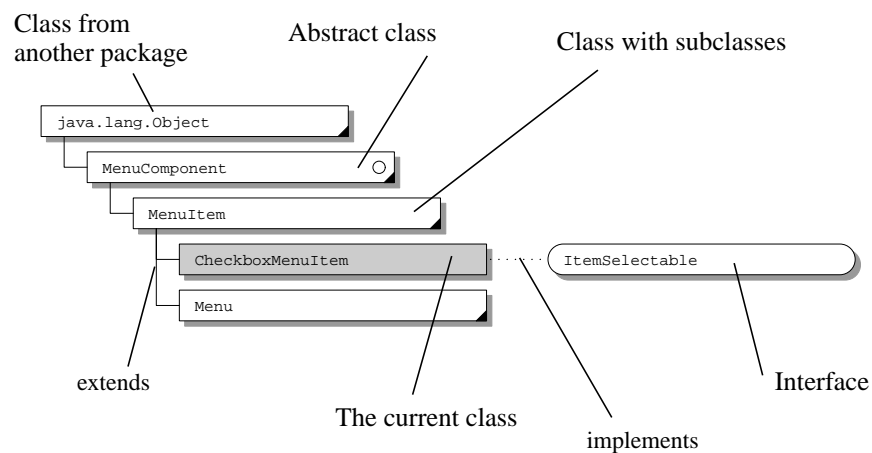 Class from
another package
Abstract class
Class with subclasses
java.lang.Object
MenuComponent
MenuItem
CheckboxMenuItem
ItemSelectable
Menu
extends
The current class
implements
Interface